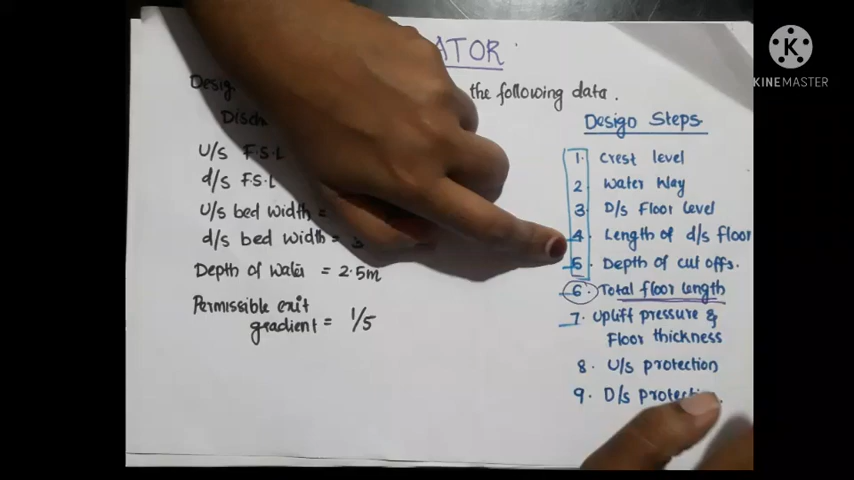 ATOR
the following data.
U/s F.S.L
d/s FSL
U/s bed width =
d/s bed width =
Depth of water = 2.5m
Permissible exit
gradient = 1/5
Design Steps
1. Crest level
2. Water Way
3. D/s Floor Level
4. Length of d/s floor
5. Depth of cut offs.
6. Total floor length
7. Uplift pressure &
Floor thickness
8. U/s protection
9. D/s protection.
K
KINEMASTER